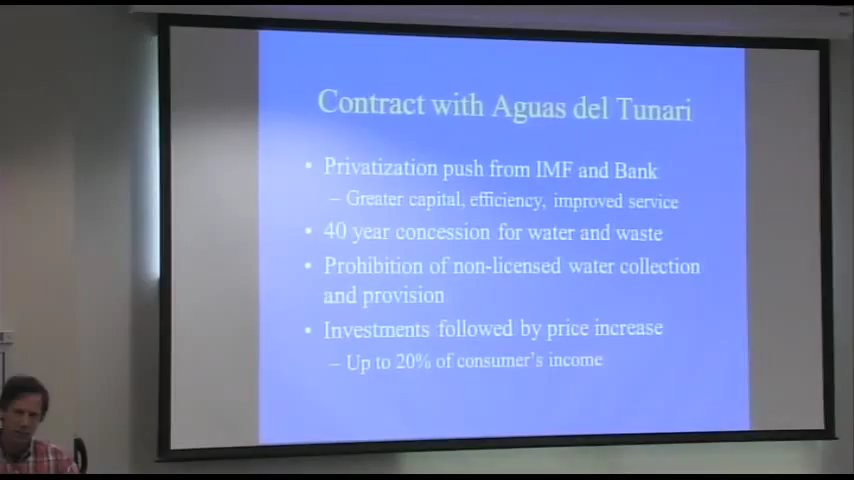 Contract with Aguas del Tunari
• Privatization push from IMF and Bank
– Greater capital, efficiency, improved service
• 40 year concession for water and waste
• Prohibition of non-licensed water collection
and provision
• Investments followed by price increase
– Up to 20% of consumer's income